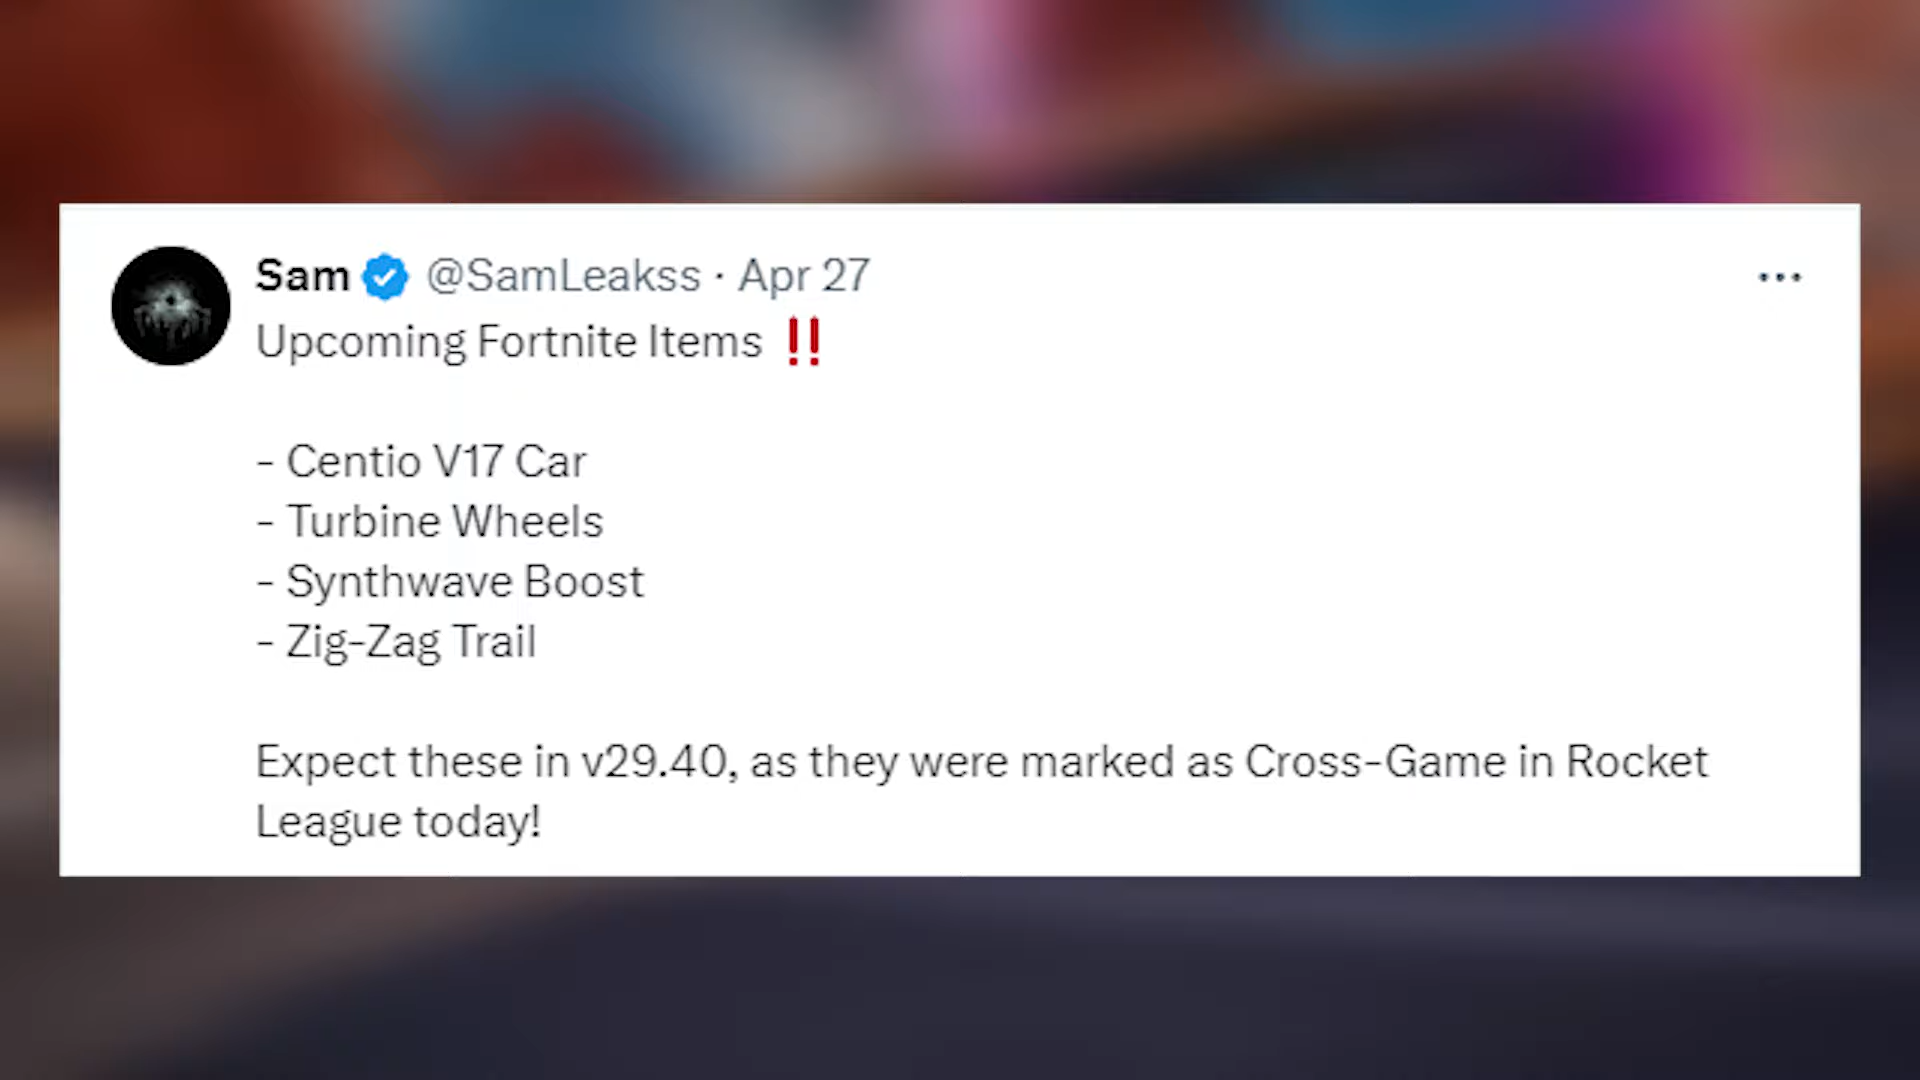 Sam @SamLeakss · Apr 27
Upcoming Fortnite Items ‼️
- Centio V17 Car
- Turbine Wheels
- Synthwave Boost
- Zig-Zag Trail
Expect these in v29.40, as they were marked as Cross-Game in Rocket
League today!